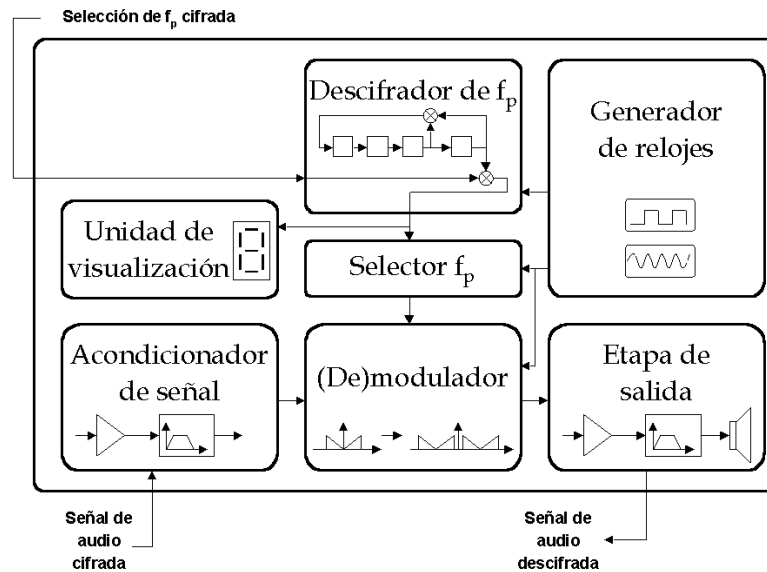 Selección de fp cifrada
Descifrador de fp
Generador
de relojes
Unidad de
visualización
Selector fp
Acondicionador
de señal
(De)modulador
Etapa de
salida
Señal de
audio
cifrada
Señal de
audio
descifrada